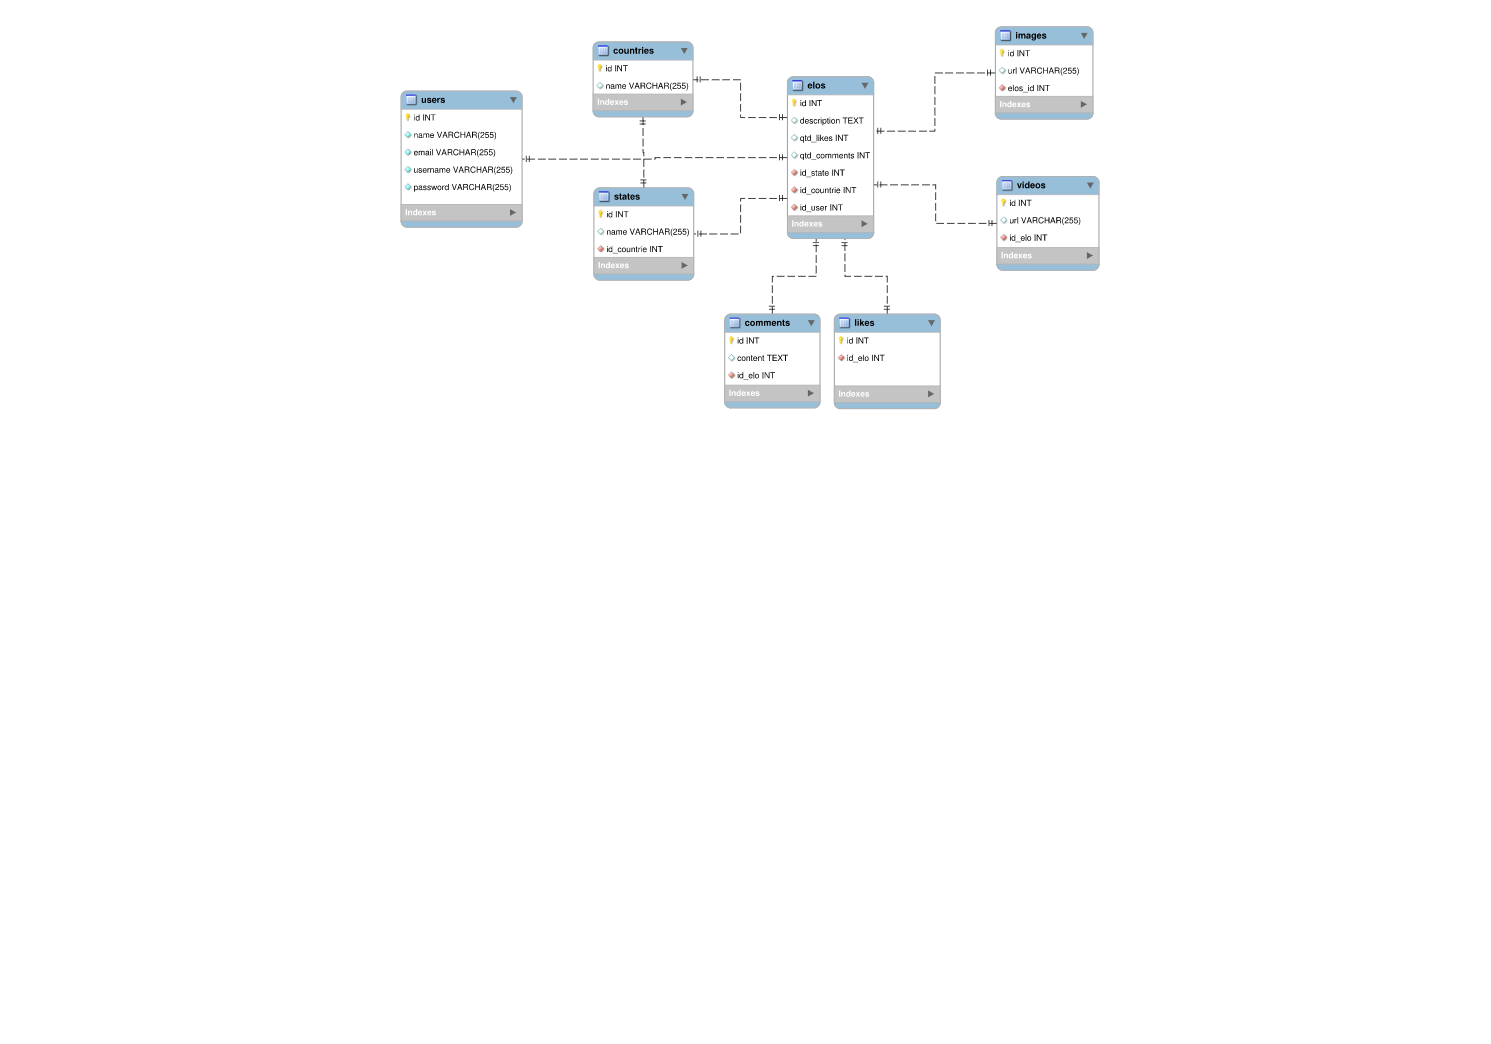 users
id INT
name VARCHAR(255)
email VARCHAR(255)
username VARCHAR(255)
password VARCHAR(255)
Indexes
countries
id INT
name VARCHAR(255)
Indexes
states
id INT
name VARCHAR(255)
id_countrie INT
Indexes
elos
id INT
description TEXT
qtd_likes INT
qtd_comments INT
id_state INT
id_countrie INT
id_user INT
Indexes
images
id INT
url VARCHAR(255)
elos_id INT
Indexes
videos
id INT
url VARCHAR(255)
id_elo INT
Indexes
comments
id INT
content TEXT
id_elo INT
Indexes
likes
id INT
id_elo INT
Indexes